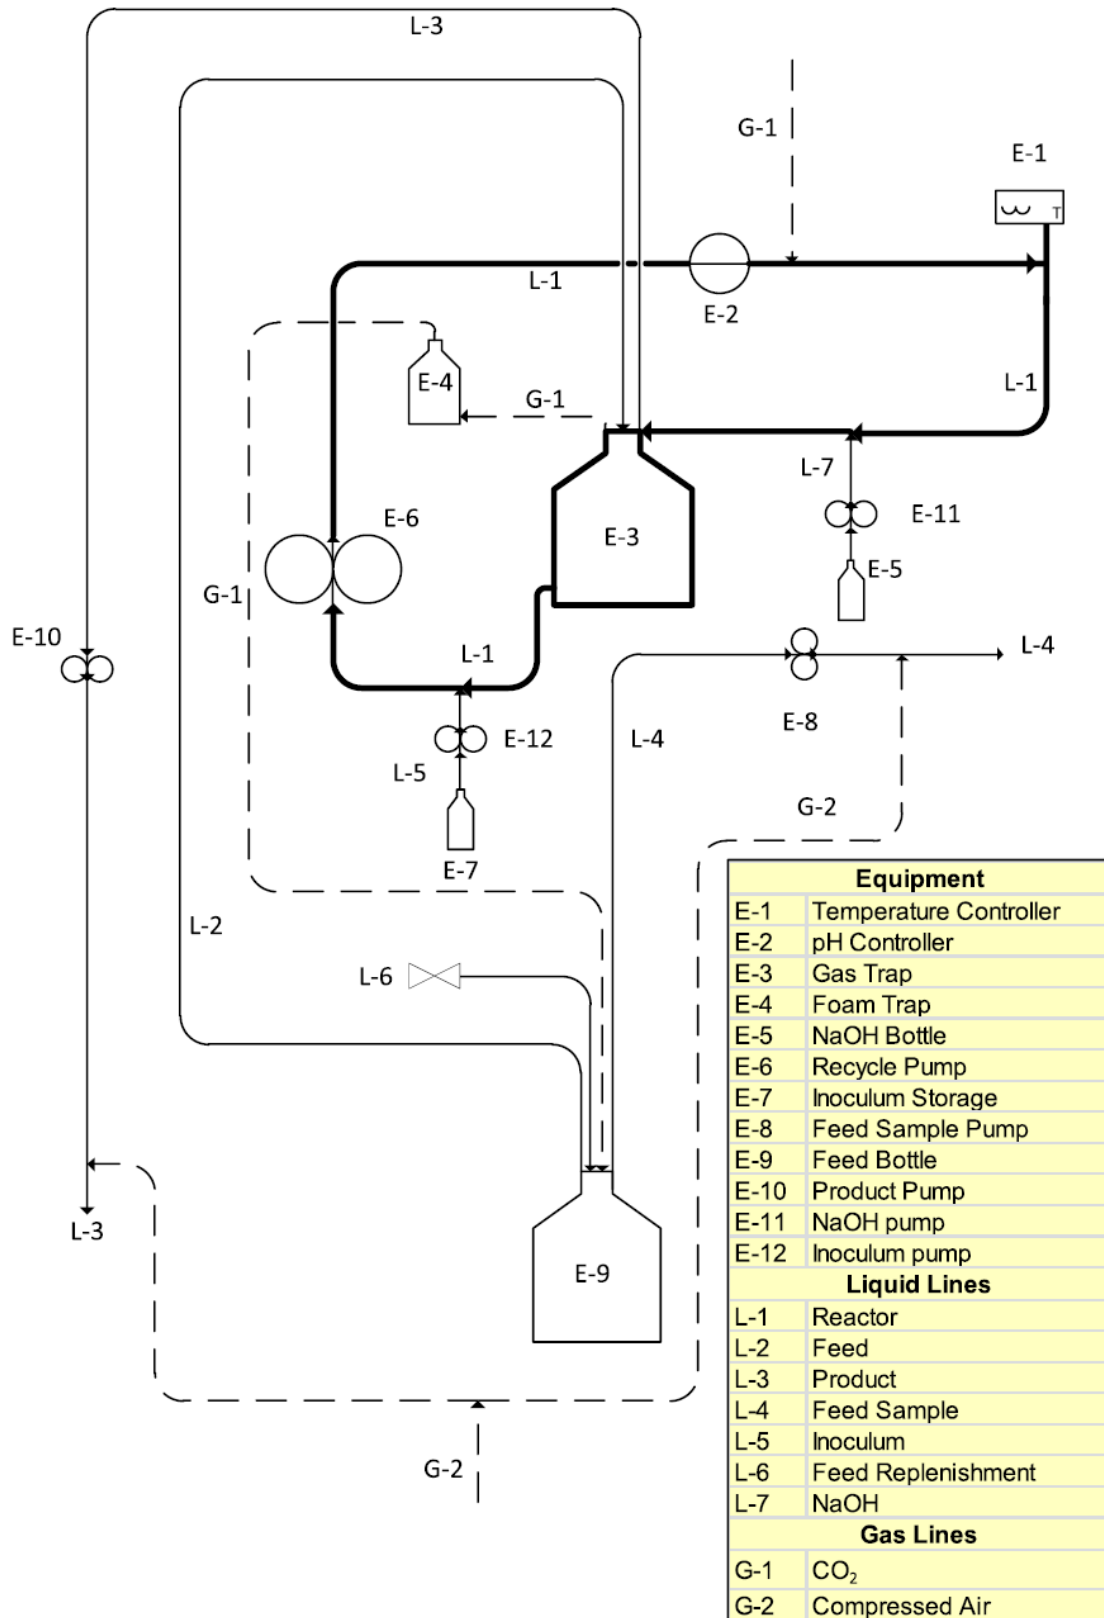 L-3
G-1
E-1
T
L-1
E-2
E-4
G-1
L-1
L-7
E-6
E-11
E-3
E-5
G-1
E-10
L-1
L-4
E-8
E-12
L-4
L-5
G-2
E-7
L-2
L-6
E-9
L-3
G-2
Equipment
E-1 Temperature Controller
E-2 pH Controller
E-3 Gas Trap
E-4 Foam Trap
E-5 NaOH Bottle
E-6 Recycle Pump
E-7 Inoculum Storage
E-8 Feed Sample Pump
E-9 Feed Bottle
E-10 Product Pump
E-11 NaOH pump
E-12 Inoculum pump
Liquid Lines
L-1 Reactor
L-2 Feed
L-3 Product
L-4 Feed Sample
L-5 Inoculum
L-6 Feed Replenishment
L-7 NaOH
Gas Lines
G-1 CO₂
G-2 Compressed Air